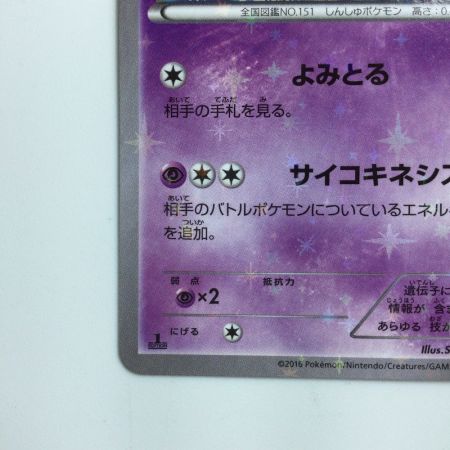 全国図鑑NO.151 しんしゅポケモン 高さ:0
よみとる
相手の手札を見る。
サイコキネシス
相手のバトルポケモンについているエネル
を追加。
弱点 抵抗力
×2
遺伝子に
情報が 含
あらゆる 技が
にげる
1 EDITION
Illus.S
©2016 Pokémon/Nintendo/Creatures/GAM